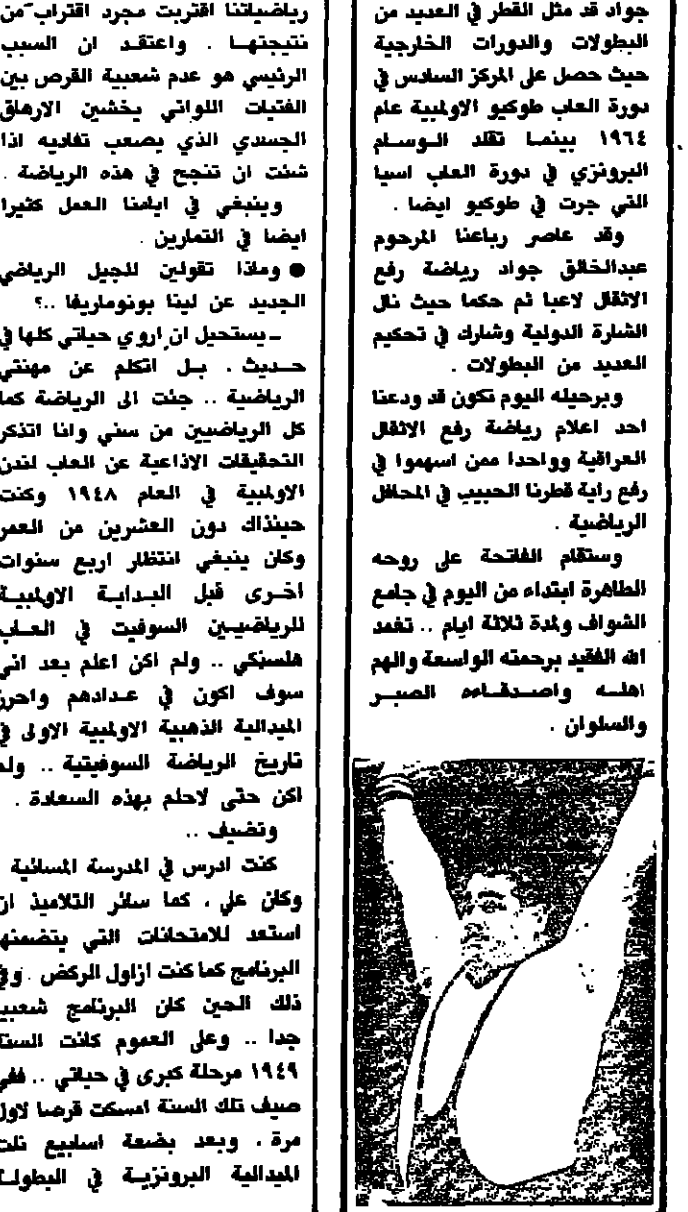 جواد قد مثل القطر في العديد من
البطولات والدورات الخارجية
حيث حصل على المركز السادس في
دورة العاب طوكيو الاولمبية عام
١٩٦٤ بينما تقلد الوسام
البرونزي في دورة العاب اسيا
التي جرت في طوكيو ايضا .
وقد عاصر رباعنا المرحوم
عبدالخالق جواد رياضة رفع
الاثقال لاعبا ثم حكما حيث نال
الشارة الدولية وشارك في تحكيم
العديد من البطولات .
وبرحيله اليوم نكون قد ودعنا
احد اعلام رياضة رفع الاثقال
العراقية وواحدا ممن اسهموا في
رفع راية قطرنا الحبيب في المحافل
الرياضية .
وستقام الفاتحة على روحه
الطاهرة ابتداء من اليوم في جامع
الشواف ولمدة ثلاثة ايام .. تغمد
الله الفقيد برحمته الواسعة والهم
اهله واصدقاءه الصبر
والسلوان .
رياضياتنا اقتربت مجرد اقتراب من
نتيجتها . واعتقد ان السبب
الرئيسي هو عدم شعبية القرص بين
الفتيات اللواتي يخشين الارهاق
الجسدي الذي يصعب تفاديه اذا
شئت ان تنجح في هذه الرياضة .
وينبغي في ايامنا العمل كثيرا
ايضا في التمارين .
● وماذا تقولين للجيل الرياضي
الجديد عن لينا بونوماريفا ..؟
ـ يستحيل ان اروي حياتي كلها في
حديث . بل اتكلم عن مهنتي
الرياضية .. جئت الى الرياضة كما
كل الرياضيين من سني وانا اتذكر
التحقيقات الاذاعية عن العاب لندن
الاولمبية في العام ١٩٤٨ وكنت
حينذاك دون العشرين من العمر
وكان ينبغي انتظار اربع سنوات
اخرى قبل البداية الاولمبية
للرياضيين السوفيت في العاب
هلسنكي .. ولم اكن اعلم بعد اني
سوف اكون في عدادهم واحرز
الميدالية الذهبية الاولمبية الاولى في
تاريخ الرياضة السوفيتية .. ولم
اكن حتى لاحلم بهذه السعادة .
وتضيف ..
كنت ادرس في المدرسة المسائية
وكان علي ، كما سائر التلاميذ ان
استعد للامتحانات التي يتضمنها
البرنامج كما كنت ازاول الركض . وفي
ذلك الحين كان البرنامج شعبيا
جدا .. وعلى العموم كانت السنة
١٩٤٩ مرحلة كبرى في حياتي .. ففي
صيف تلك السنة امسكت قرصا لاول
مرة . وبعد بضعة اسابيع نلت
الميدالية البرونزية في البطولة